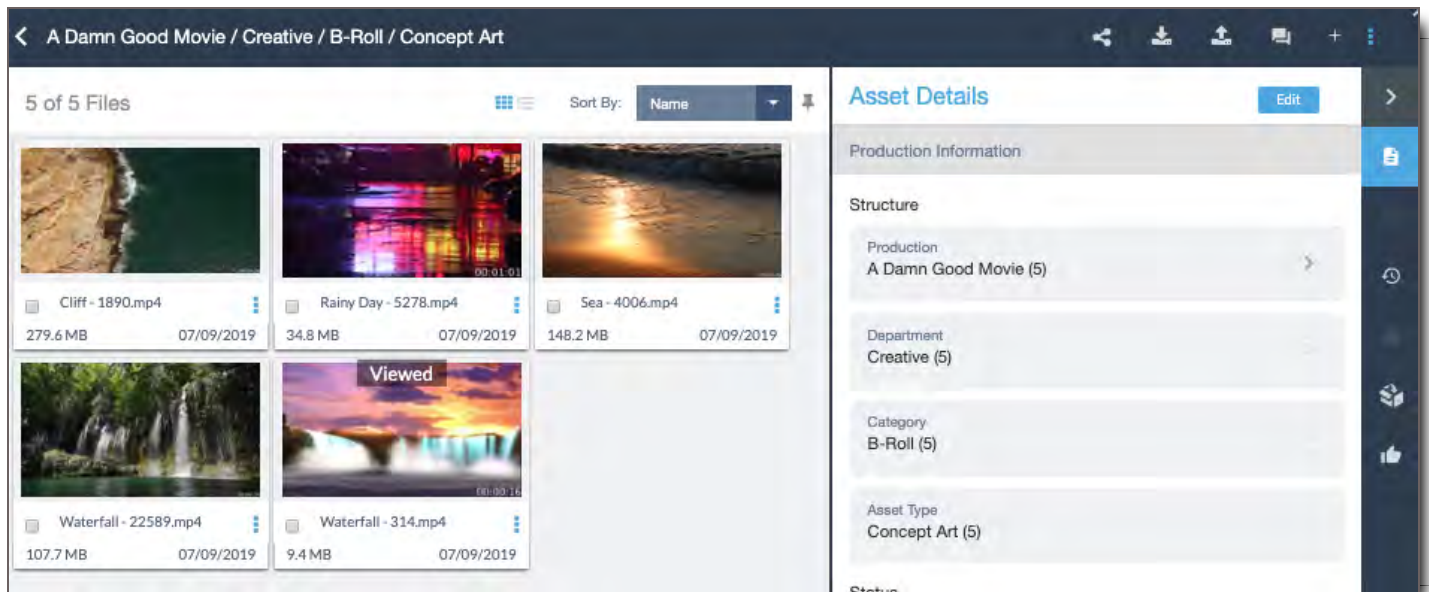 A Damn Good Movie / Creative / B-Roll / Concept Art
5 of 5 Files
Sort By:
Name
00:01:01
Cliff - 1890.mp4
Rainy Day - 5278.mp4
Sea - 4006.mp4
279.6 MB
07/09/2019
34.8 MB
07/09/2019
148.2 MB
07/09/2019
Viewed
00:00:16
Waterfall - 22589.mp4
Waterfall - 314.mp4
107.7 MB
07/09/2019
9.4 MB
07/09/2019
Asset Details
Edit
Production Information
Structure
Production
A Damn Good Movie (5)
Department
Creative (5)
Category
B-Roll (5)
Asset Type
Concept Art (5)
Status